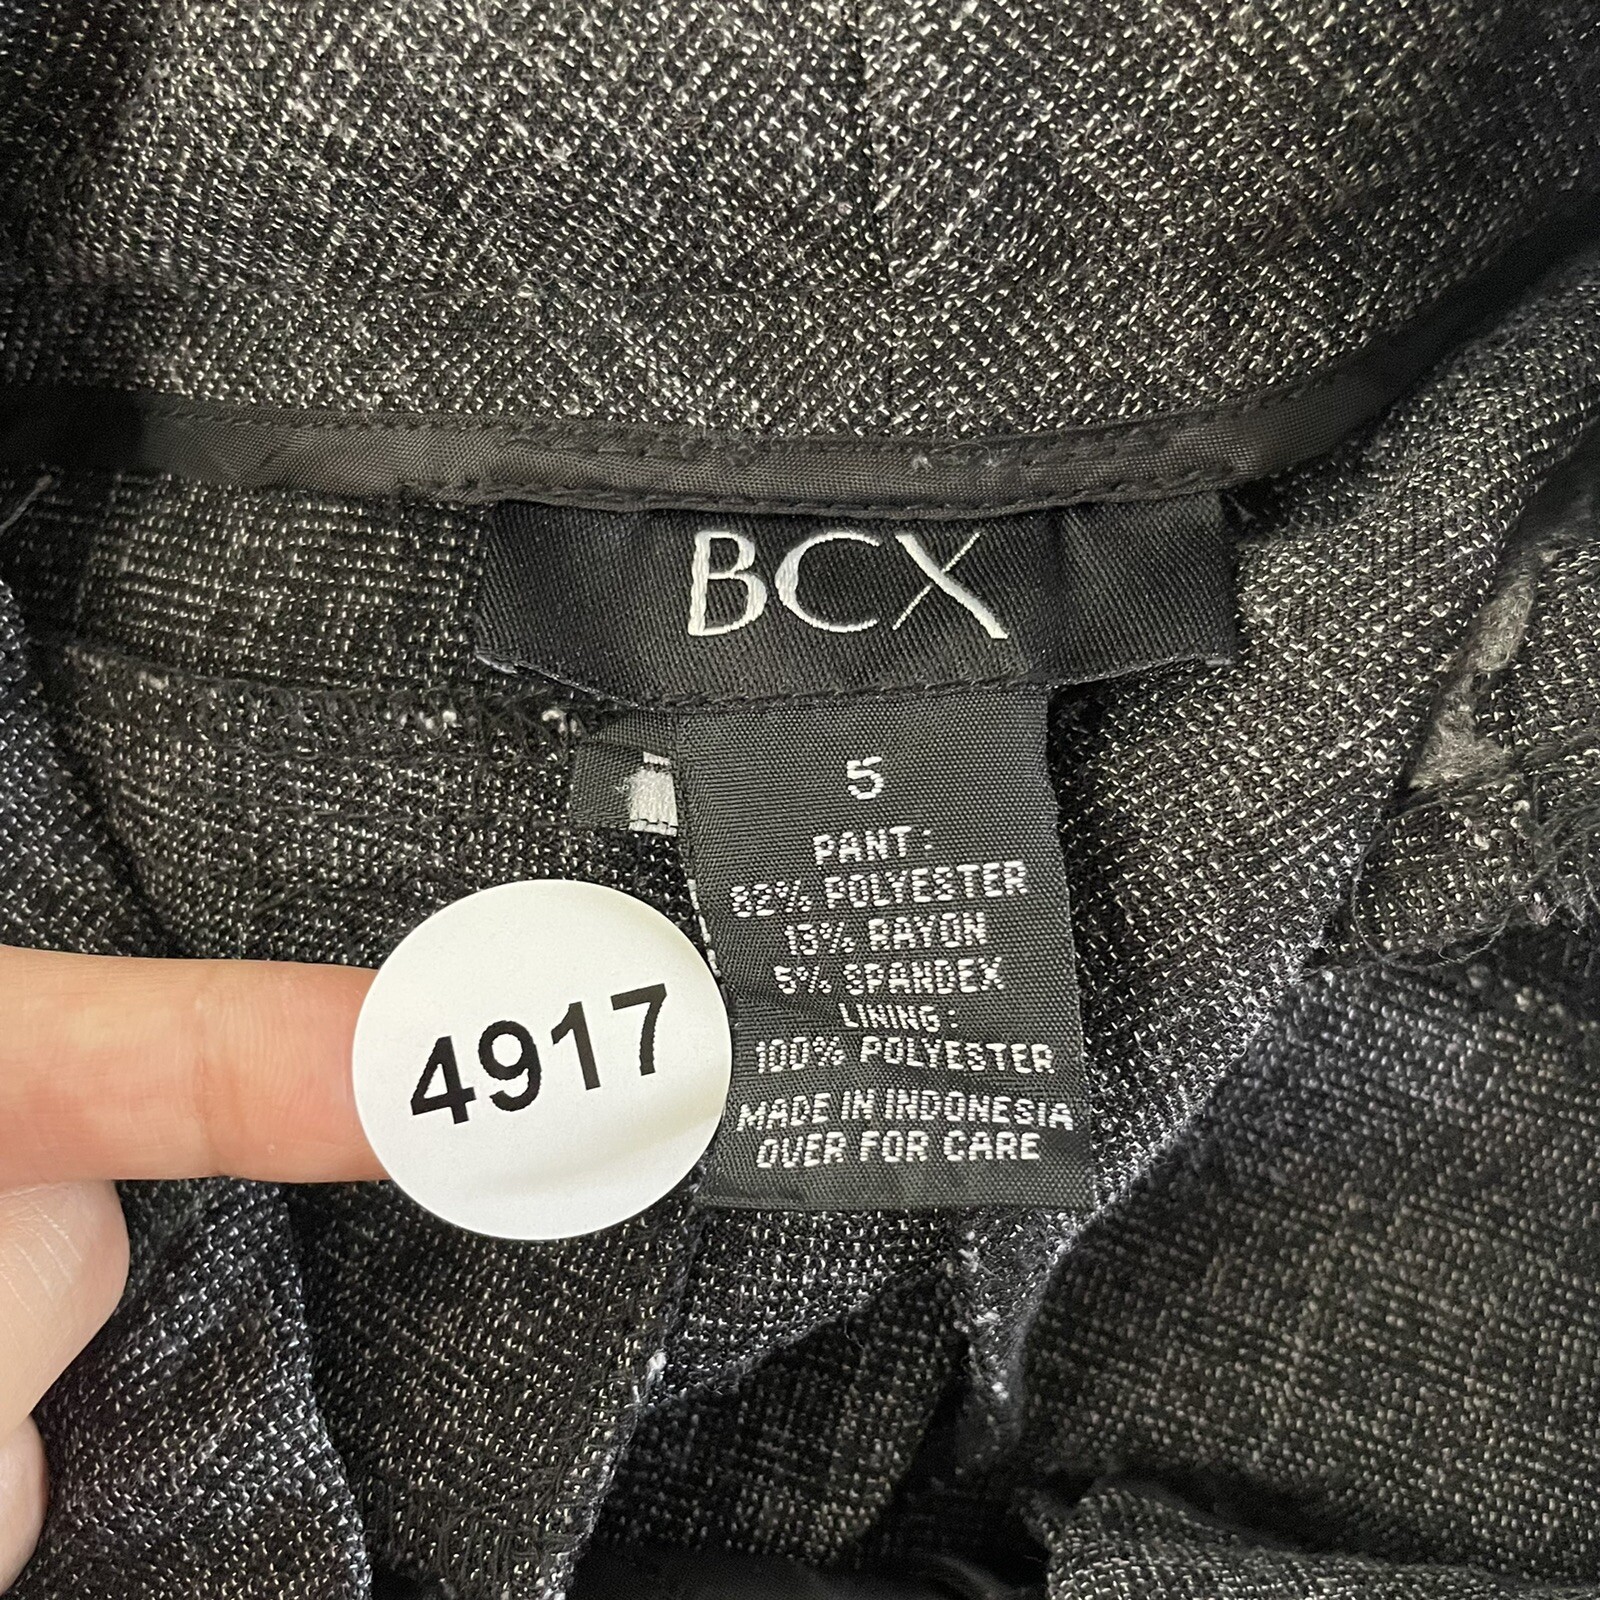 BCX
5
PANT:
82% POLYESTER
13% RAYON
5% SPANDEX
LINING:
100% POLYESTER
MADE IN INDONESIA
OVER FOR CARE
4917